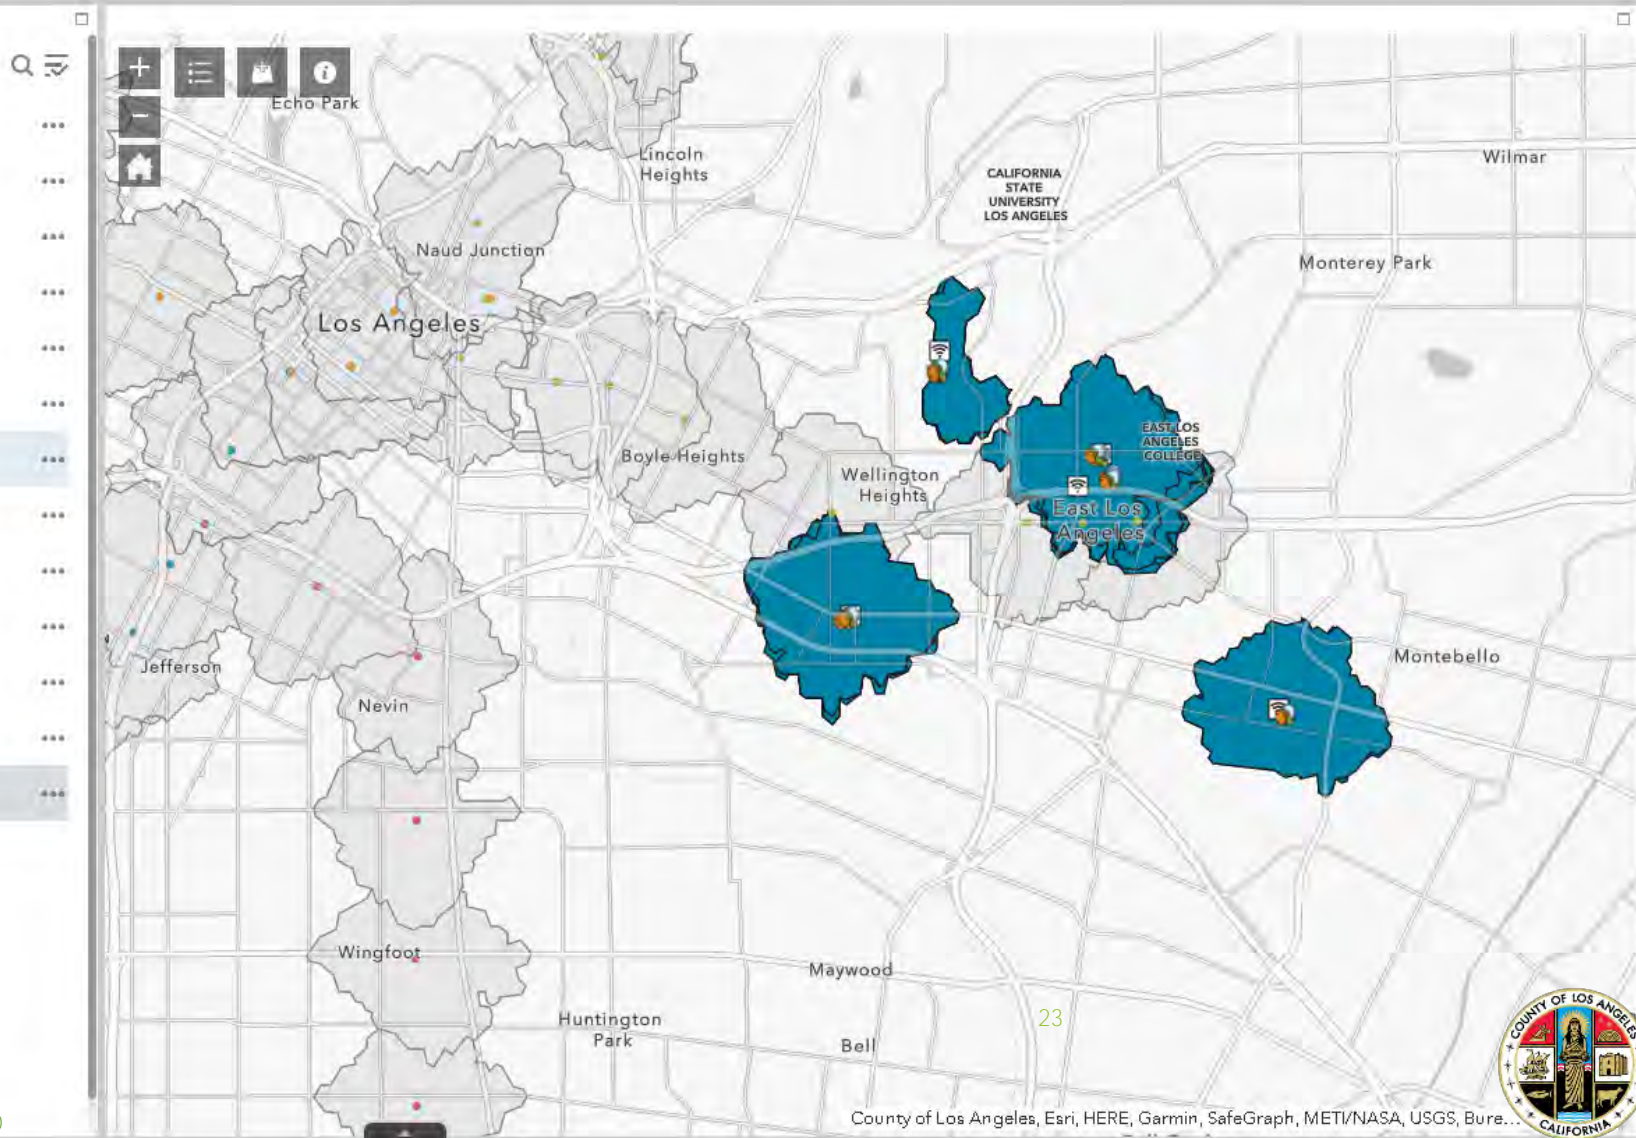 Echo Park
Lincoln
Heights
CALIFORNIA
STATE
UNIVERSITY
LOS ANGELES
Wilmar
Naud Junction
Monterey Park
Los Angeles
EAST LOS
ANGELES
COLLEGE
Boyle Heights
Wellington
Heights
East Los
Angeles
Jefferson
Montebello
Nevin
Wingfoot
Maywood
Huntington
Park
23
Bell
COUNTY OF LOS ANGELES
CALIFORNIA
County of Los Angeles, Esri, HERE, Garmin, SafeGraph, METI/NASA, USGS, Bure...